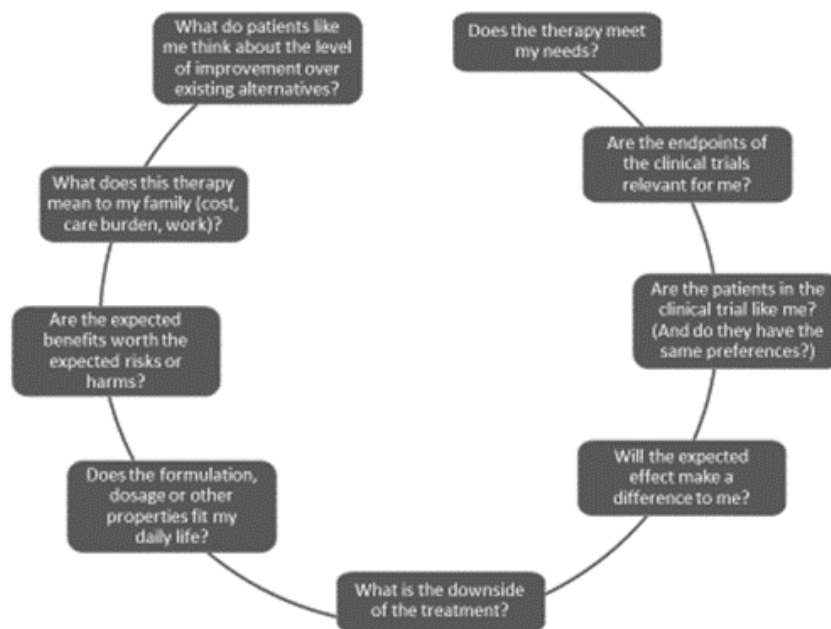 Does the therapy meet
my needs?
Are the endpoints of
the clinical trials
relevant for me?
Are the patients in the
clinical trial like me?
(And do they have the
same preferences?)
Will the expected
effect make a
difference to me?
What is the downside
of the treatment?
Does the formulation,
dosage or other
properties fit my
daily life?
Are the expected
benefits worth the
expected risks or
harms?
What does this therapy
mean to my family (cost,
care burden, work)?
What do patients like
me think about the level
of improvement over
existing alternatives?